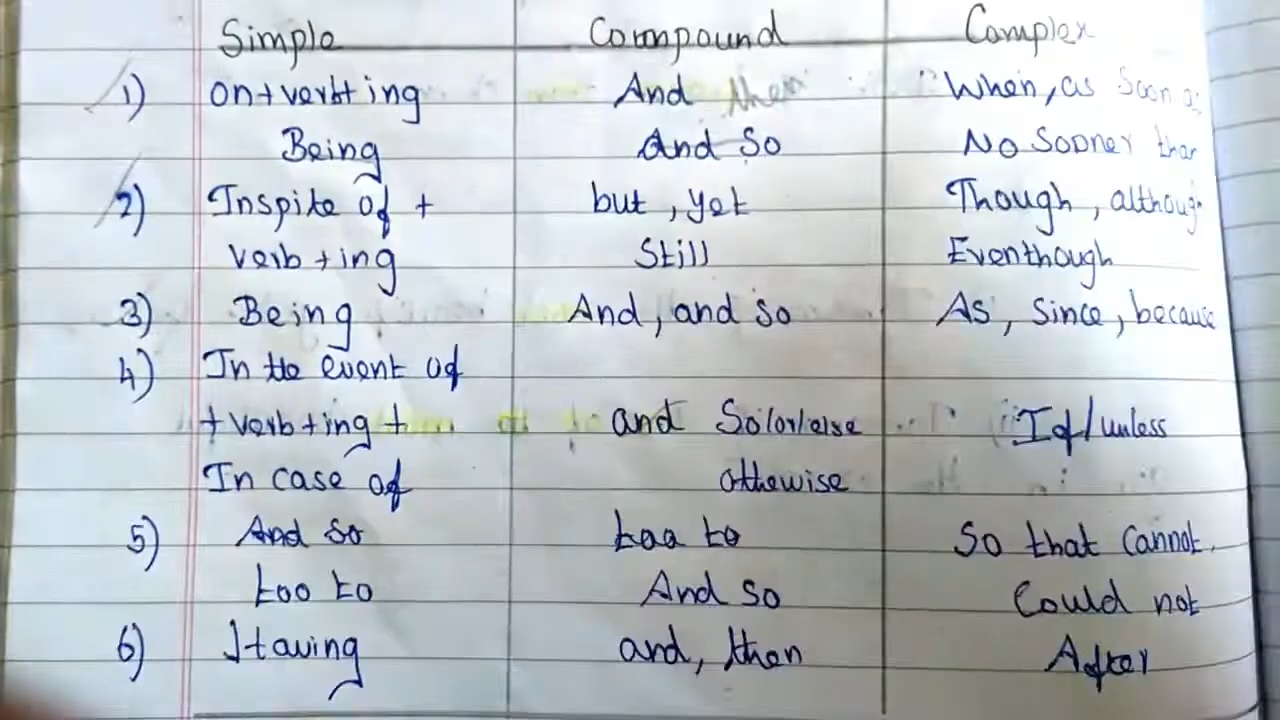 Simple Compound Complex
1) On+verb+ing And then When, as Soon as
Being And So No Sooner than
2) Inspite of + but, yet Though, although
verb +ing Still Eventhough
3) Being And, and so As, Since, because
4) In the event of
+ verb+ing + and So/or/else If/unless
In case of othewise
5) And so too to So that Cannot.
too to And so Could not
6) Having and, then After